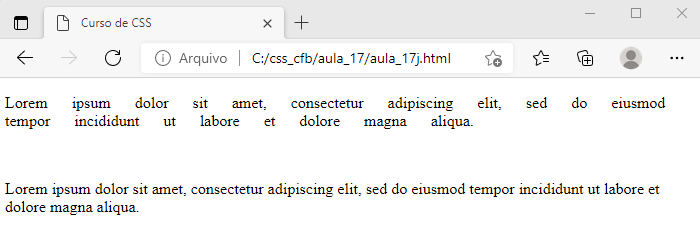 Curso de CSS
Arquivo C:/css_cfb/aula_17/aula_17j.html
Lorem ipsum dolor sit amet, consectetur adipiscing elit, sed do eiusmod
tempor incididunt ut labore et dolore magna aliqua.
Lorem ipsum dolor sit amet, consectetur adipiscing elit, sed do eiusmod tempor incididunt ut labore et
dolore magna aliqua.